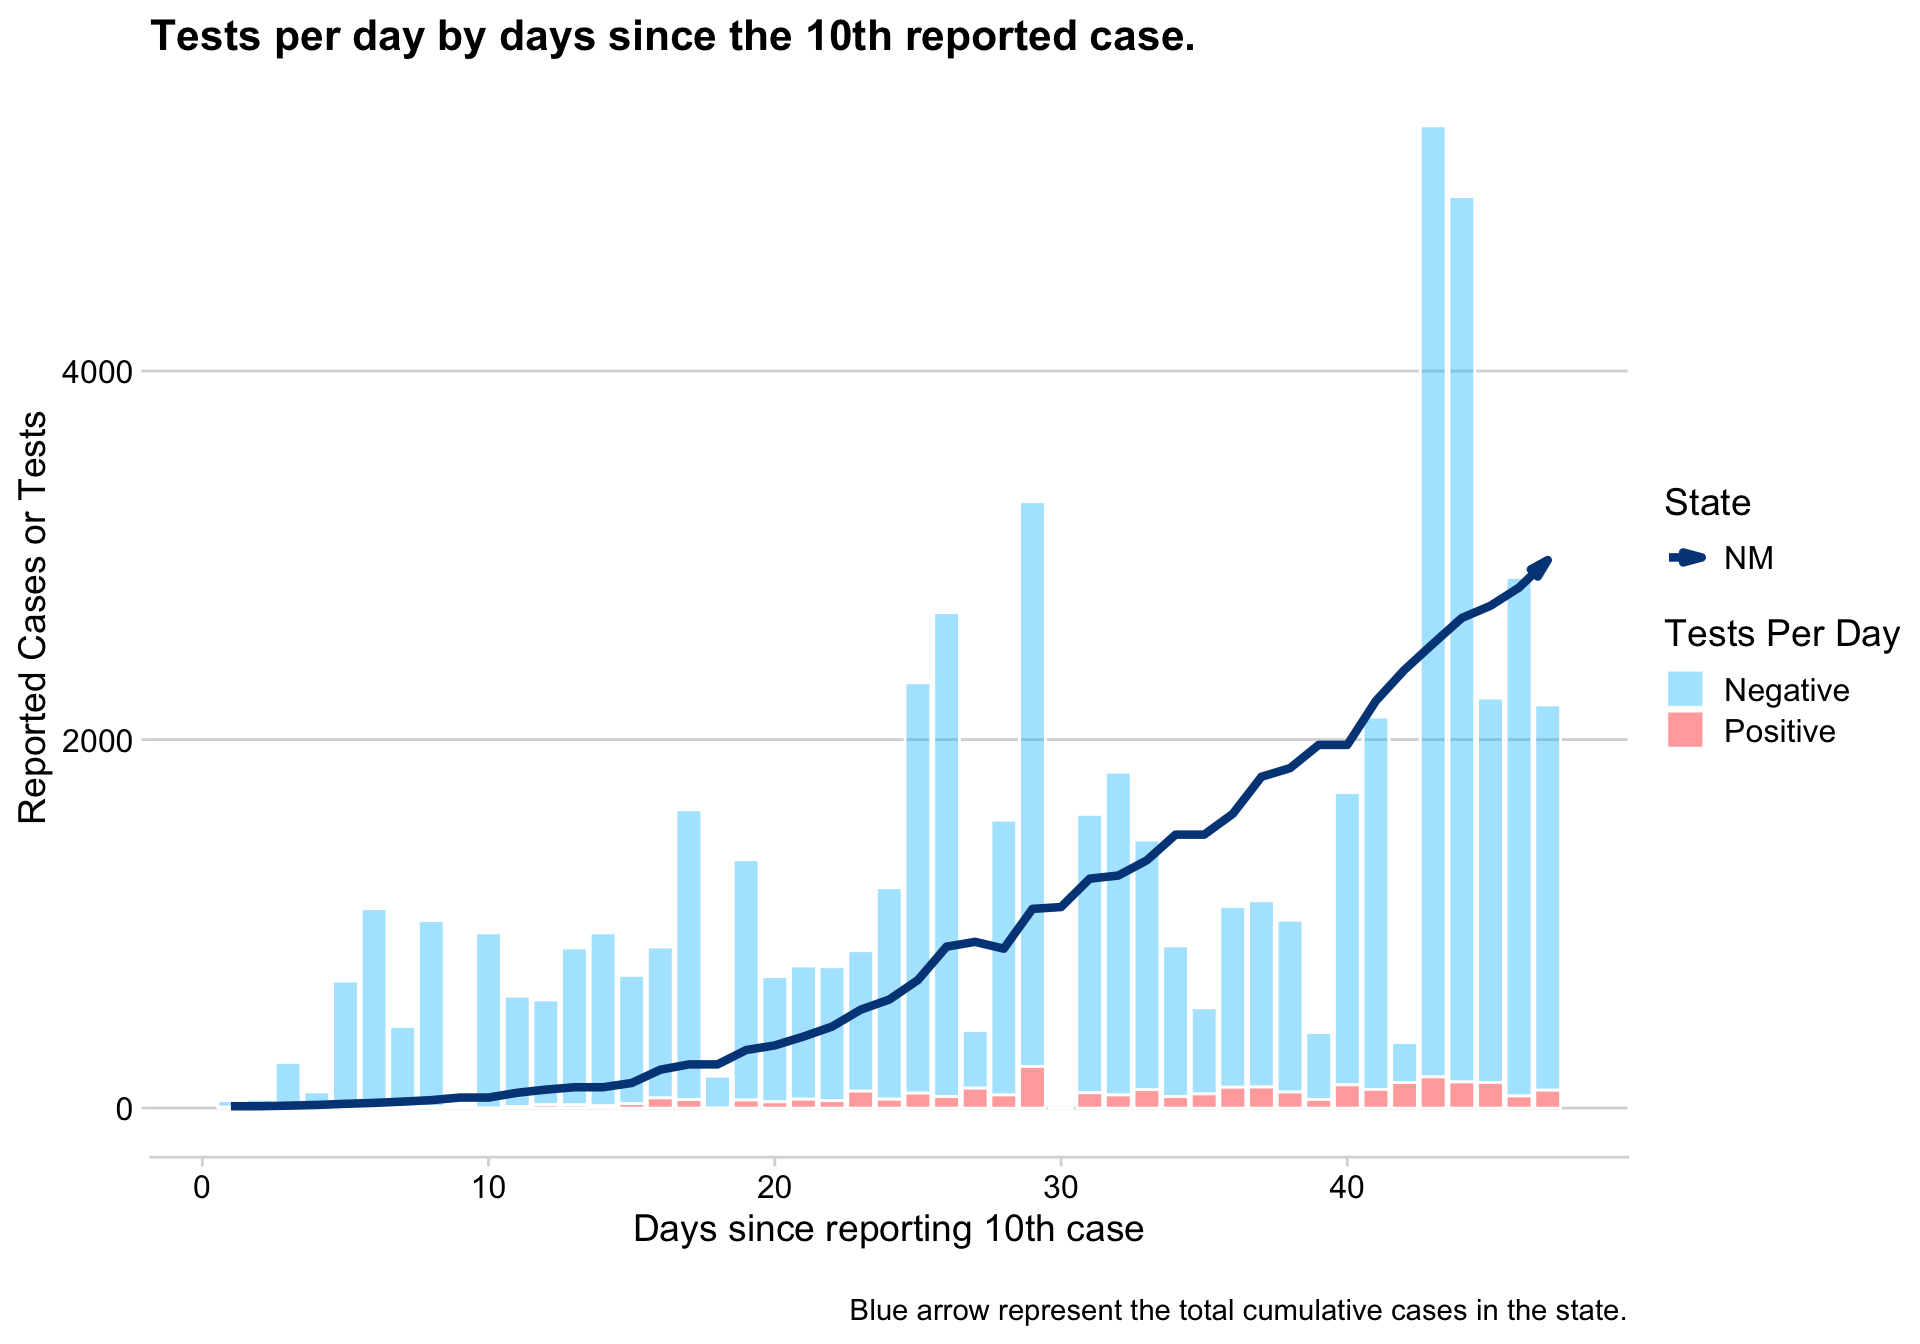 Tests per day by days since the 10th reported case.
Reported Cases or Tests
4000
2000
0
0 10 20 30 40
Days since reporting 10th case
State
NM
Tests Per Day
Negative
Positive
Blue arrow represent the total cumulative cases in the state.